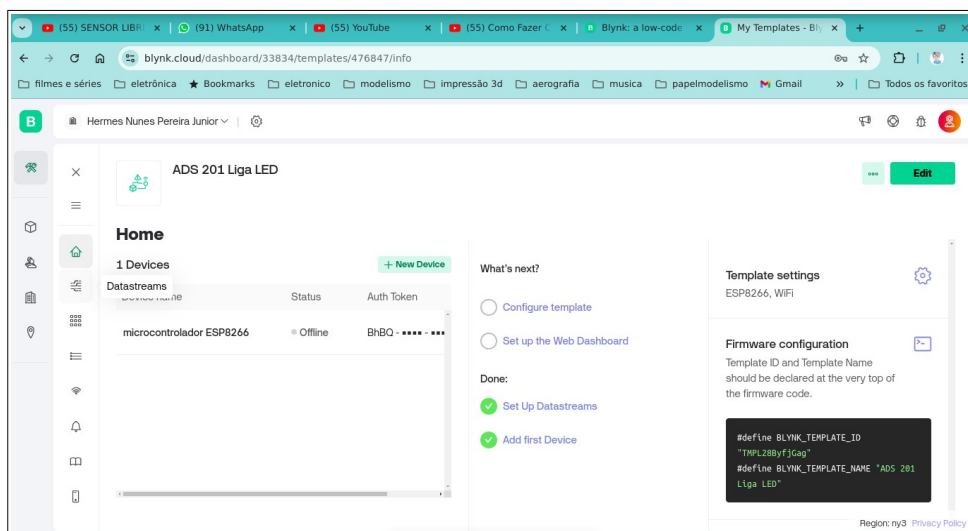 (55) SENSOR LIBRI
(91) WhatsApp
(55) YouTube
(55) Como Fazer C
Blynk: a low-code
My Templates - Bly
blynk.cloud/dashboard/33834/templates/476847/info
filmes e séries
eletrônica
Bookmarks
eletronico
modelismo
impressão 3d
aerografia
musica
papelmodelismo
Gmail
»
Todos os favoritos
B
Hermes Nunes Pereira Junior
ADS 201 Liga LED
Edit
Home
1 Devices
+ New Device
Datastreams
Device name
Status
Auth Token
microcontrolador ESP8266
Offline
BhBQ - •••• - •••
What's next?
Configure template
Set up the Web Dashboard
Done:
Set Up Datastreams
Add first Device
Template settings
ESP8266, WiFi
Firmware configuration
Template ID and Template Name
should be declared at the very top of
the firmware code.
#define BLYNK_TEMPLATE_ID
"TMPL28ByfjGag"
#define BLYNK_TEMPLATE_NAME "ADS 201
Liga LED"
Region: ny3 Privacy Policy